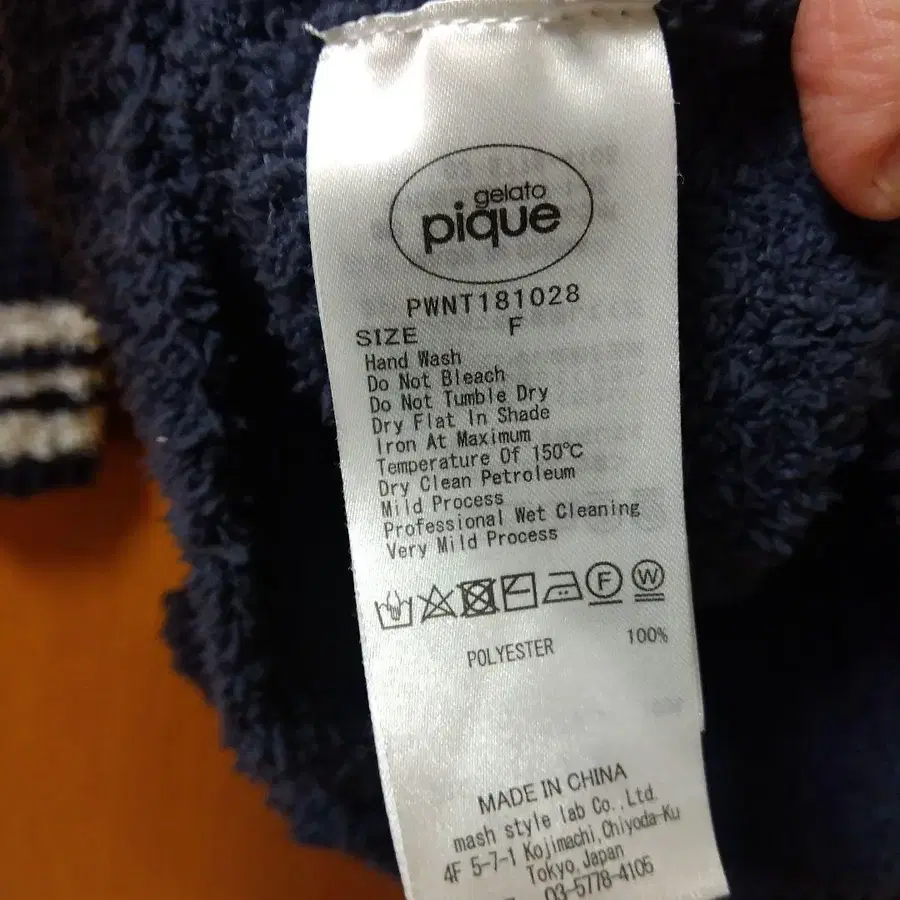 gelato
pique
PWNT181028
SIZE F
Hand Wash
Do Not Bleach
Do Not Tumble Dry
Dry Flat In Shade
Iron At Maximum
Temperature Of 150℃
Dry Clean Petroleum
Mild Process
Professional Wet Cleaning
Very Mild Process
F W
POLYESTER 100%
MADE IN CHINA
mash style lab Co.,Ltd.
4F 5-7-1 Kojimachi,Chiyoda-Ku
Tokyo,Japan
03-5778-4105